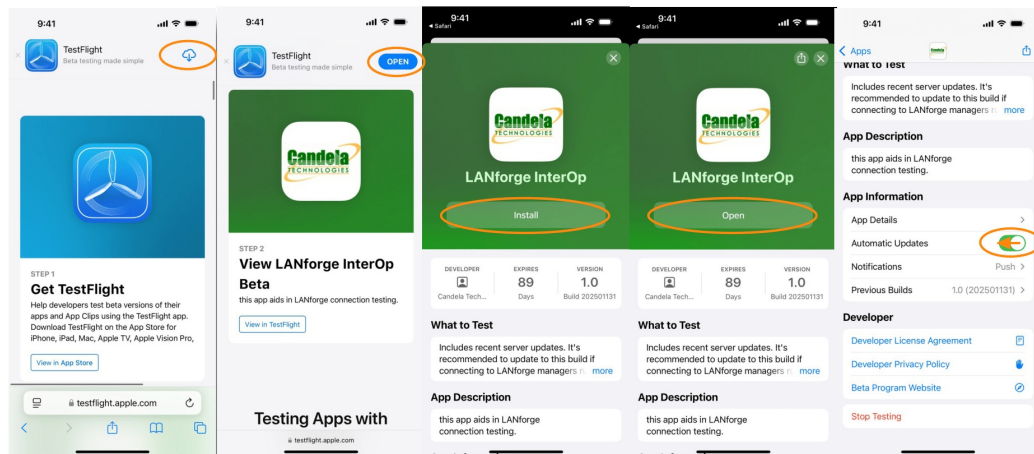 9:41
TestFlight
Beta testing made simple
STEP 1
Get TestFlight
Help developers test beta versions of their
apps and App Clips using the TestFlight app.
Download TestFlight on the App Store for
iPhone, iPad, Mac, Apple TV, Apple Vision Pro,
View in App Store
testflight.apple.com
9:41
TestFlight
Beta testing made simple
OPEN
Candela
TECHNOLOGIES
STEP 2
View LANforge InterOp
Beta
this app aids in LANforge connection testing.
View in TestFlight
Testing Apps with
testflight.apple.com
9:41
Safari
Candela
TECHNOLOGIES
LANforge InterOp
Install
DEVELOPER
EXPIRES
VERSION
89
1.0
Candela Tech...
Days
Build 202501131
What to Test
Includes recent server updates. It's
recommended to update to this build if
connecting to LANforge managers more
App Description
this app aids in LANforge
connection testing.
9:41
Safari
Candela
TECHNOLOGIES
LANforge InterOp
Open
DEVELOPER
EXPIRES
VERSION
89
1.0
Candela Tech...
Days
Build 202501131
What to Test
Includes recent server updates. It's
recommended to update to this build if
connecting to LANforge managers more
App Description
this app aids in LANforge
connection testing.
9:41
Apps
Candela
What to Test
Includes recent server updates. It's
recommended to update to this build if
connecting to LANforge managers more
App Description
this app aids in LANforge
connection testing.
App Information
App Details
Automatic Updates
Notifications Push
Previous Builds 1.0 (202501131)
Developer
Developer License Agreement
Developer Privacy Policy
Beta Program Website
Stop Testing